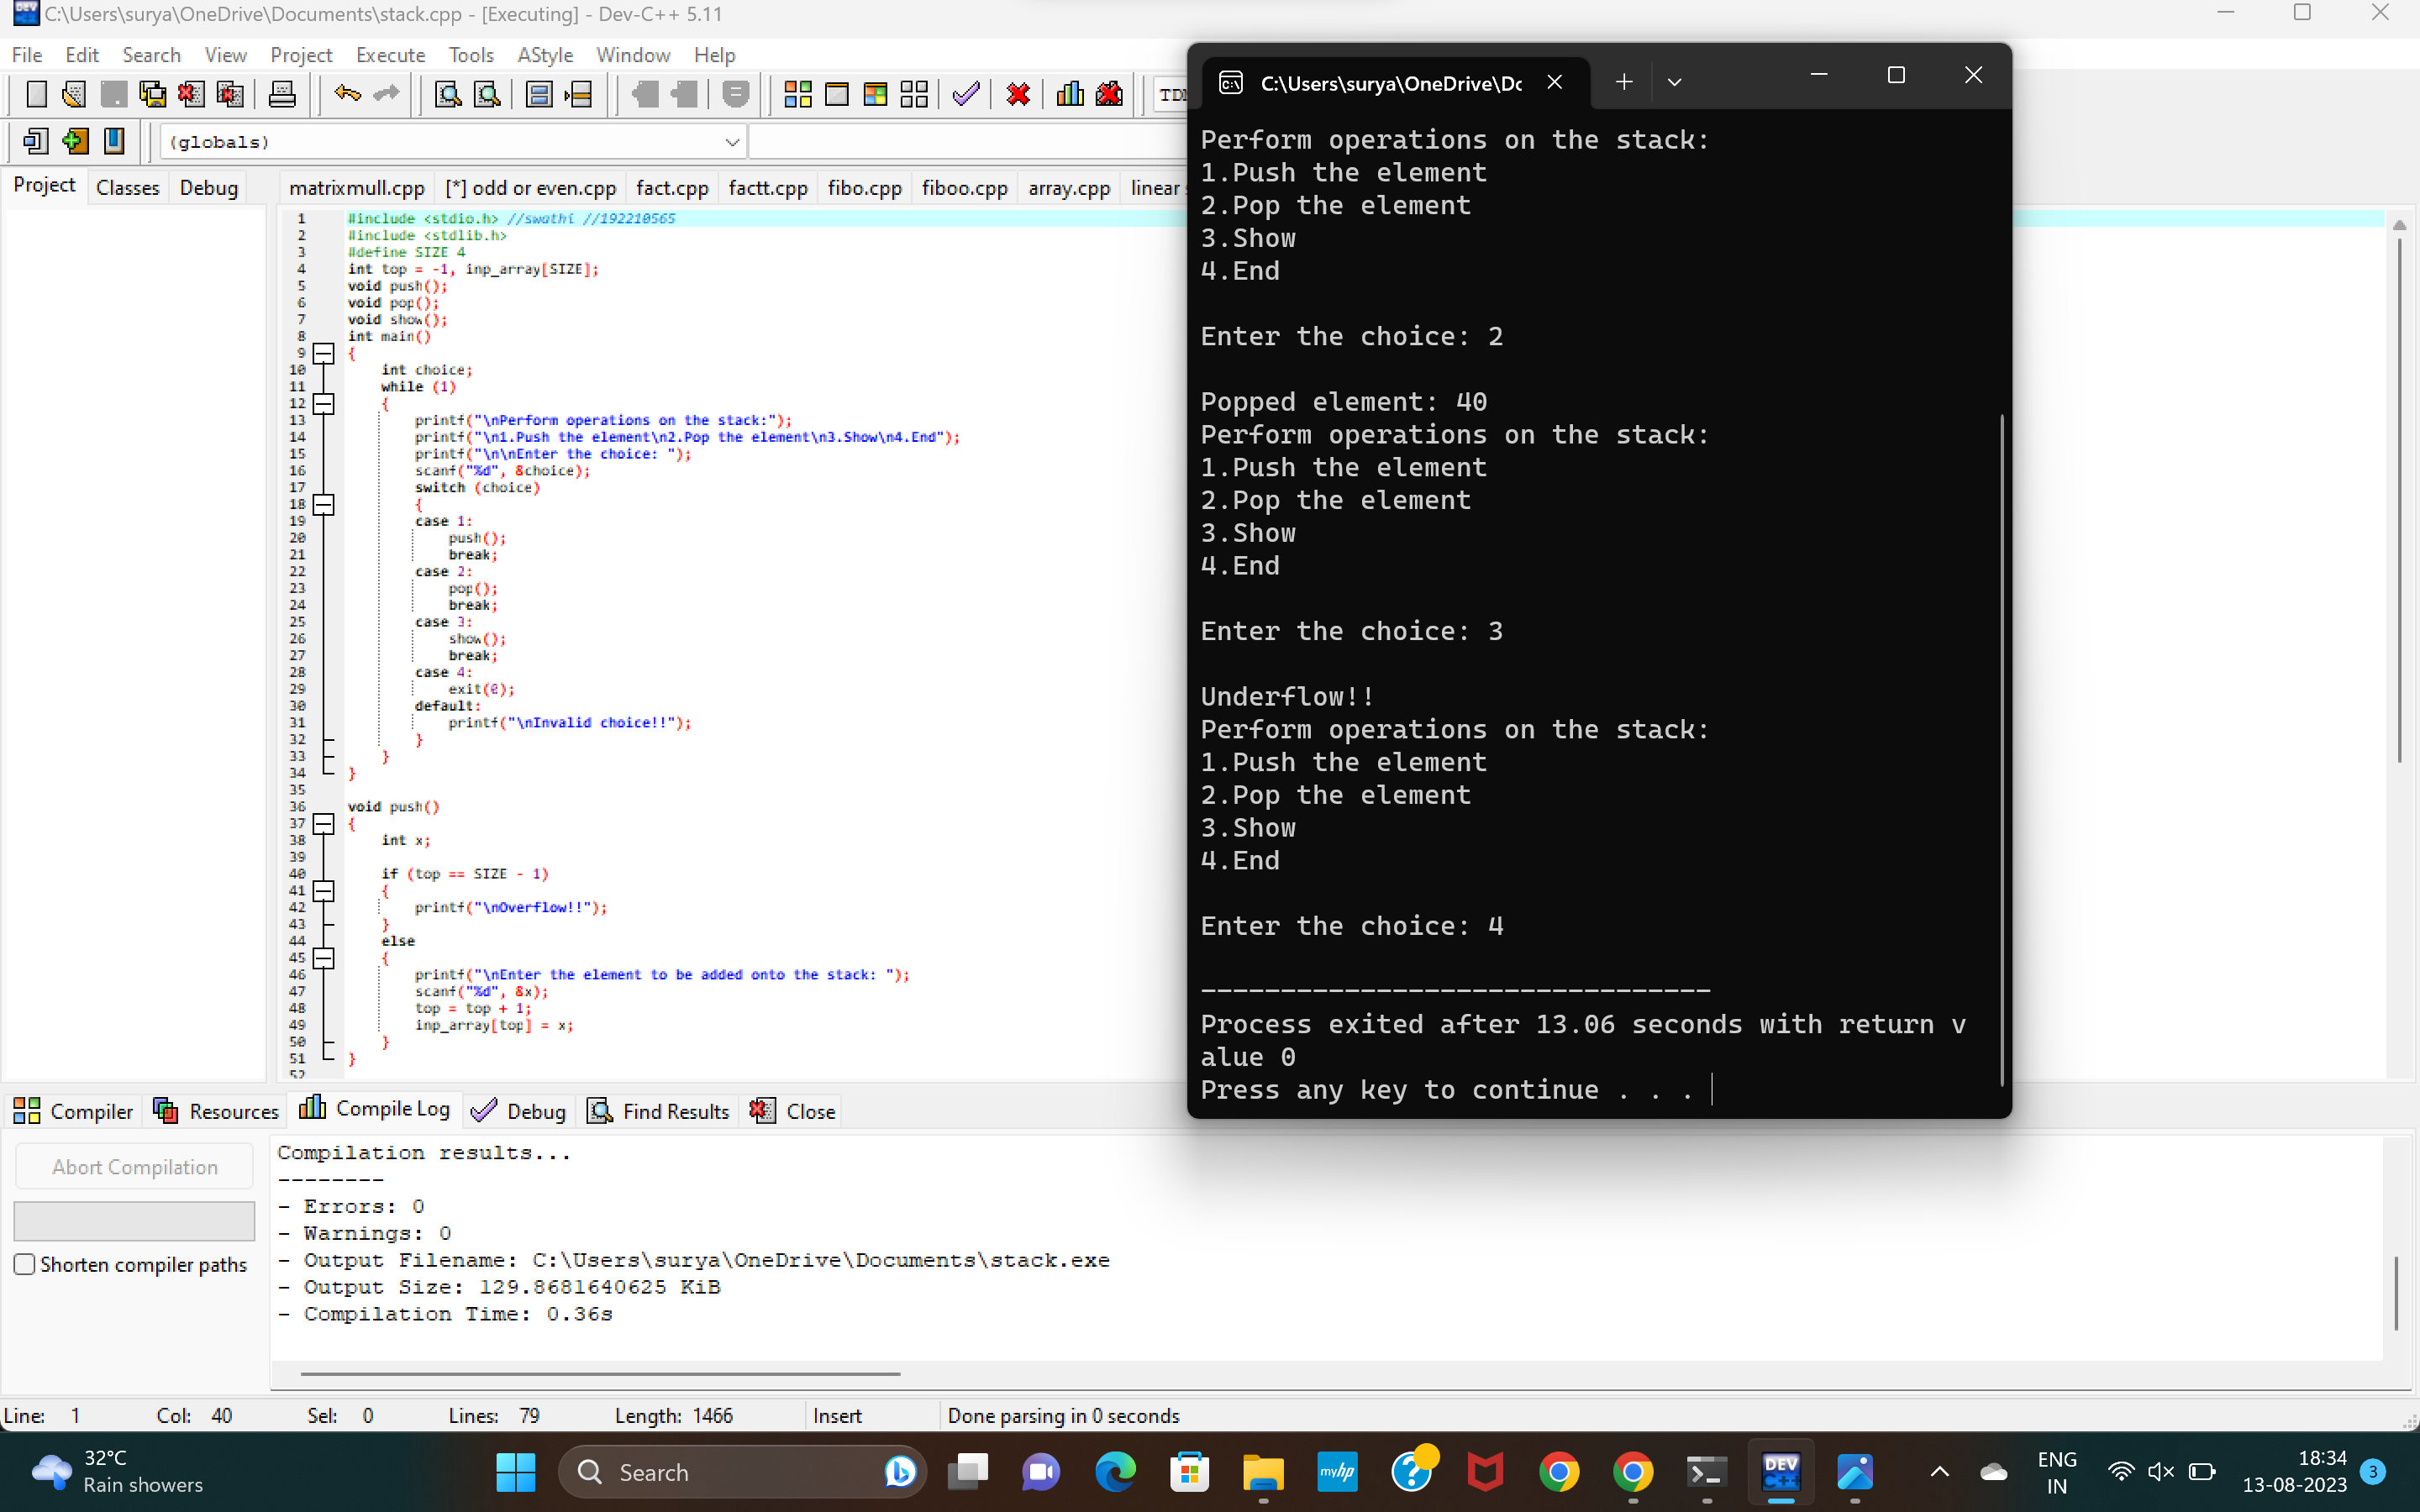 C:\Users\surya\OneDrive\Documents\stack.cpp - [Executing] - Dev-C++ 5.11
File Edit Search View Project Execute Tools AStyle Window Help
TDM
(globals)
Project Classes Debug
matrixmull.cpp [*] odd or even.cpp fact.cpp factt.cpp fibo.cpp fiboo.cpp array.cpp linear
1 #include <stdio.h> //swathi //192210565
2 #include <stdlib.h>
3 #define SIZE 4
4 int top = -1, inp_array[SIZE];
5 void push();
6 void pop();
7 void show();
8 int main()
9 {
10 int choice;
11 while (1)
12 {
13 printf("\nPerform operations on the stack:");
14 printf("\n1.Push the element\n2.Pop the element\n3.Show\n4.End");
15 printf("\n\nEnter the choice: ");
16 scanf("%d", &choice);
17 switch (choice)
18 {
19 case 1:
20 push();
21 break;
22 case 2:
23 pop();
24 break;
25 case 3:
26 show();
27 break;
28 case 4:
29 exit(0);
30 default:
31 printf("\nInvalid choice!!");
32 }
33 }
34 }
35
36 void push()
37 {
38 int x;
39
40 if (top == SIZE - 1)
41 {
42 printf("\nOverflow!!");
43 }
44 else
45 {
46 printf("\nEnter the element to be added onto the stack: ");
47 scanf("%d", &x);
48 top = top + 1;
49 inp_array[top] = x;
50 }
51 }
52
C:\Users\surya\OneDrive\Dc
Perform operations on the stack:
1.Push the element
2.Pop the element
3.Show
4.End
Enter the choice: 2
Popped element: 40
Perform operations on the stack:
1.Push the element
2.Pop the element
3.Show
4.End
Enter the choice: 3
Underflow!!
Perform operations on the stack:
1.Push the element
2.Pop the element
3.Show
4.End
Enter the choice: 4
--------------------------------
Process exited after 13.06 seconds with return v
alue 0
Press any key to continue . . .
Compiler Resources Compile Log Debug Find Results Close
Abort Compilation
Shorten compiler paths
Compilation results...
--------
- Errors: 0
- Warnings: 0
- Output Filename: C:\Users\surya\OneDrive\Documents\stack.exe
- Output Size: 129.8681640625 KiB
- Compilation Time: 0.36s
Line: 1 Col: 40 Sel: 0 Lines: 79 Length: 1466 Insert Done parsing in 0 seconds
32°C
Rain showers
Search
myhp
DEV C++
ENG
IN
18:34
13-08-2023
3